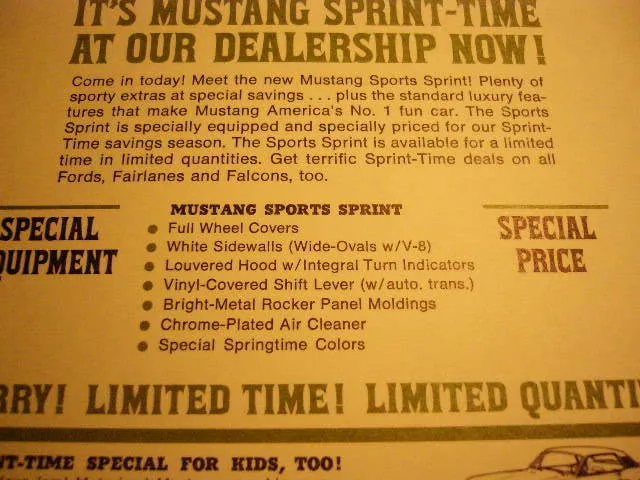 IT'S MUSTANG SPRINT-TIME
AT OUR DEALERSHIP NOW!
Come in today! Meet the new Mustang Sports Sprint! Plenty of
sporty extras at special savings . . . plus the standard luxury fea-
tures that make Mustang America's No. 1 fun car. The Sports
Sprint is specially equipped and specially priced for our Sprint-
Time savings season. The Sports Sprint is available for a limited
time in limited quantities. Get terrific Sprint-Time deals on all
Fords, Fairlanes and Falcons, too.
SPECIAL
QUIPMENT
MUSTANG SPORTS SPRINT
● Full Wheel Covers
● White Sidewalls (Wide-Ovals w/V-8)
● Louvered Hood w/Integral Turn Indicators
● Vinyl-Covered Shift Lever (w/auto. trans.)
● Bright-Metal Rocker Panel Moldings
● Chrome-Plated Air Cleaner
● Special Springtime Colors
SPECIAL
PRICE
RRY! LIMITED TIME! LIMITED QUANTI
NT-TIME SPECIAL FOR KIDS, TOO!